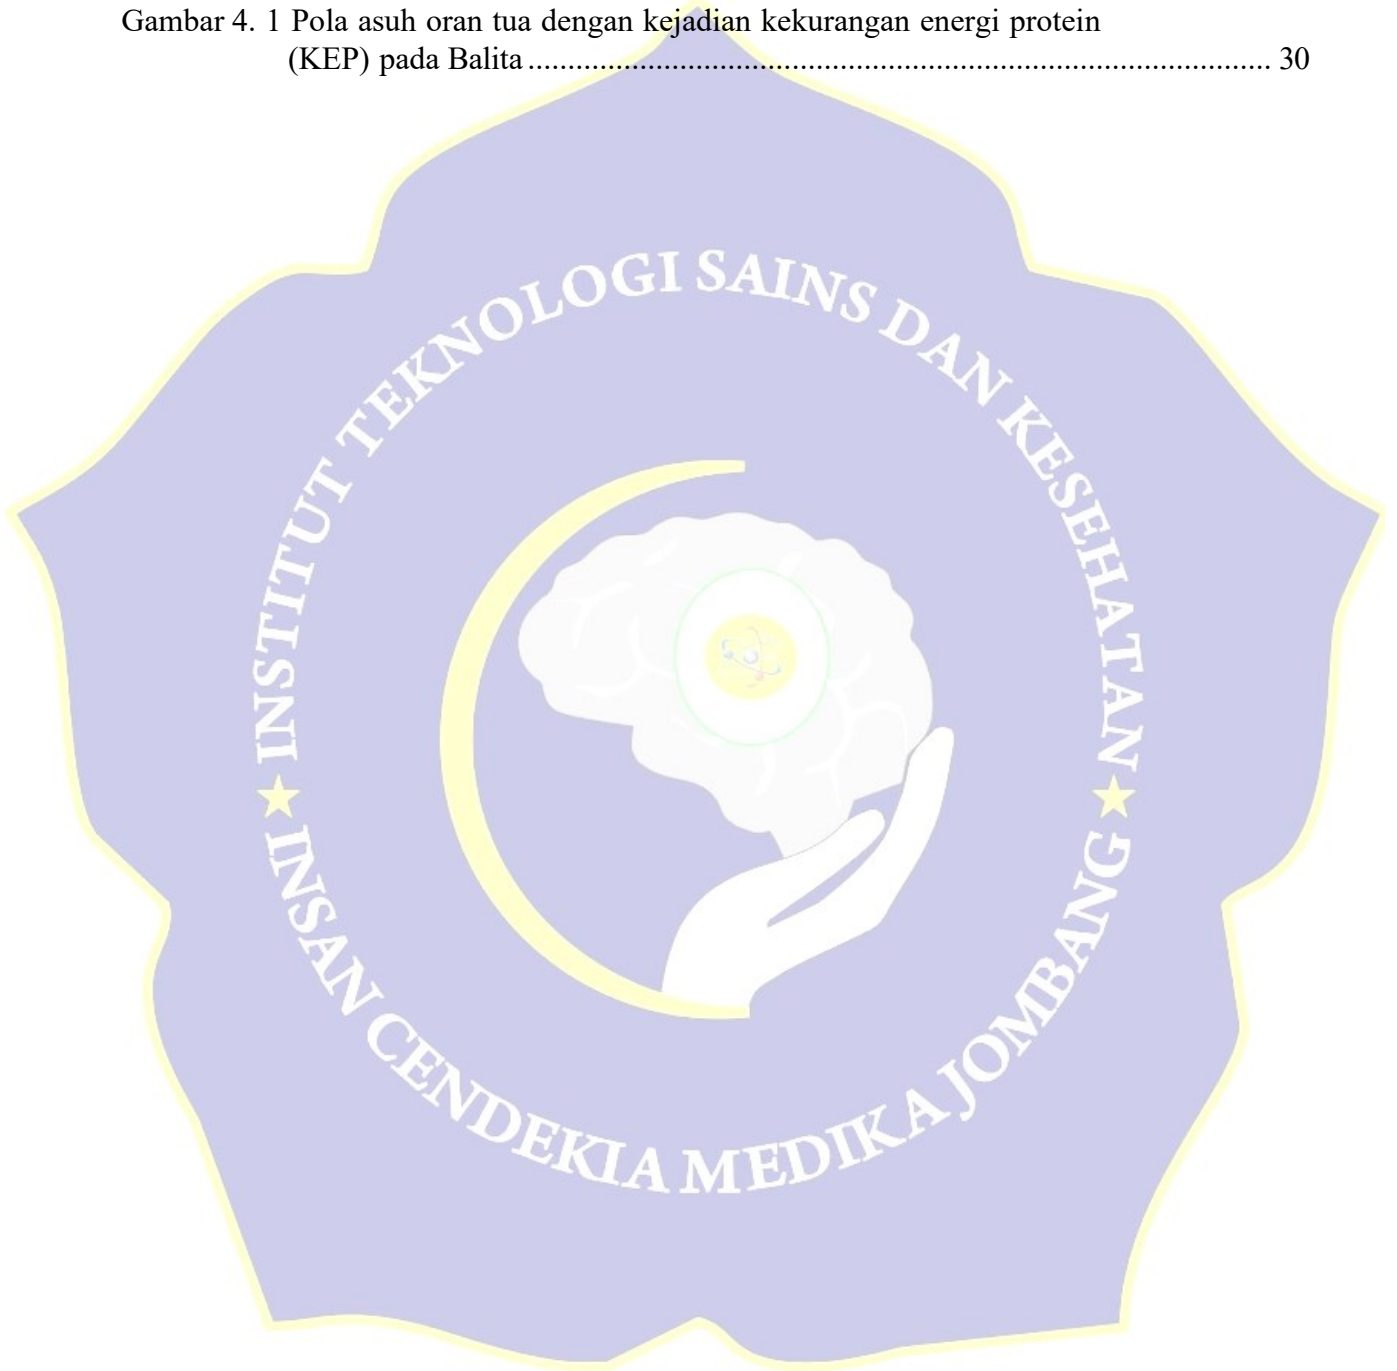 Gambar 4. 1 Pola asuh oran tua dengan kejadian kekurangan energi protein
(KEP) pada Balita .............................................................................................. 30
INSTITUT TEKNOLOGI SAINS DAN KESEHATAN
INSAN CENDEKIA MEDIKA JOMBANG